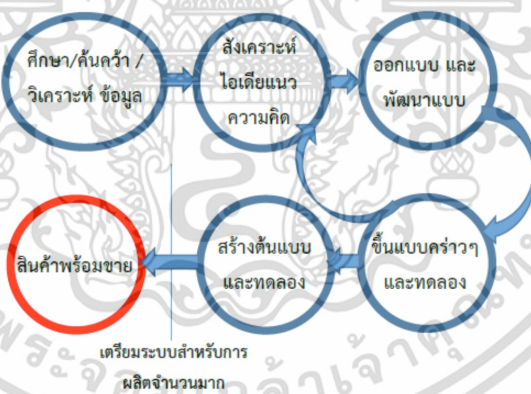 ศึกษา/ค้นคว้า /
วิเคราะห์ ข้อมูล
สังเคราะห์
ไอเดียแนว
ความคิด
ออกแบบ และ
พัฒนาแบบ
ขึ้นแบบคร่าวๆ
และทดลอง
สร้างต้นแบบ
และทดลอง
สินค้าพร้อมขาย
เตรียมระบบสำหรับการ
ผลิตจำนวนมาก